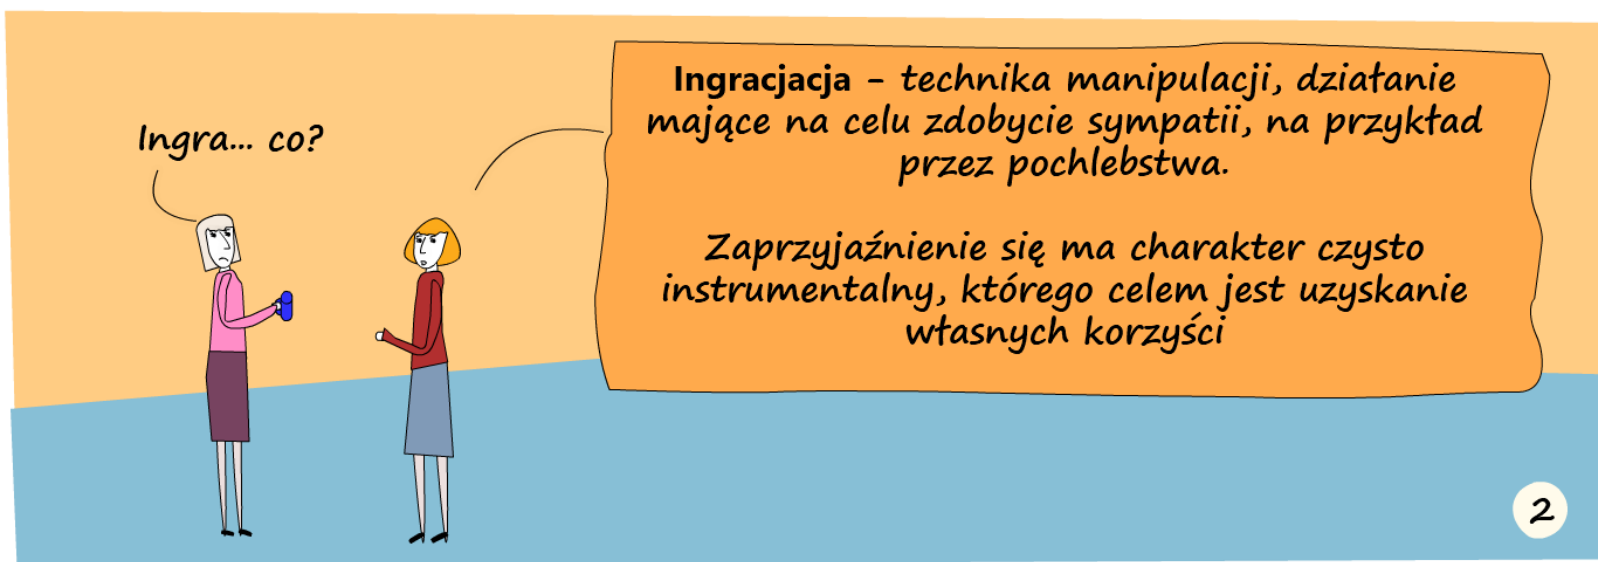 Ingra... co?
Ingracjacja - technika manipulacji, działanie
mające na celu zdobycie sympatii, na przykład
przez pochlebstwa.
Zaprzyjaźnienie się ma charakter czysto
instrumentalny, którego celem jest uzyskanie
własnych korzyści
2